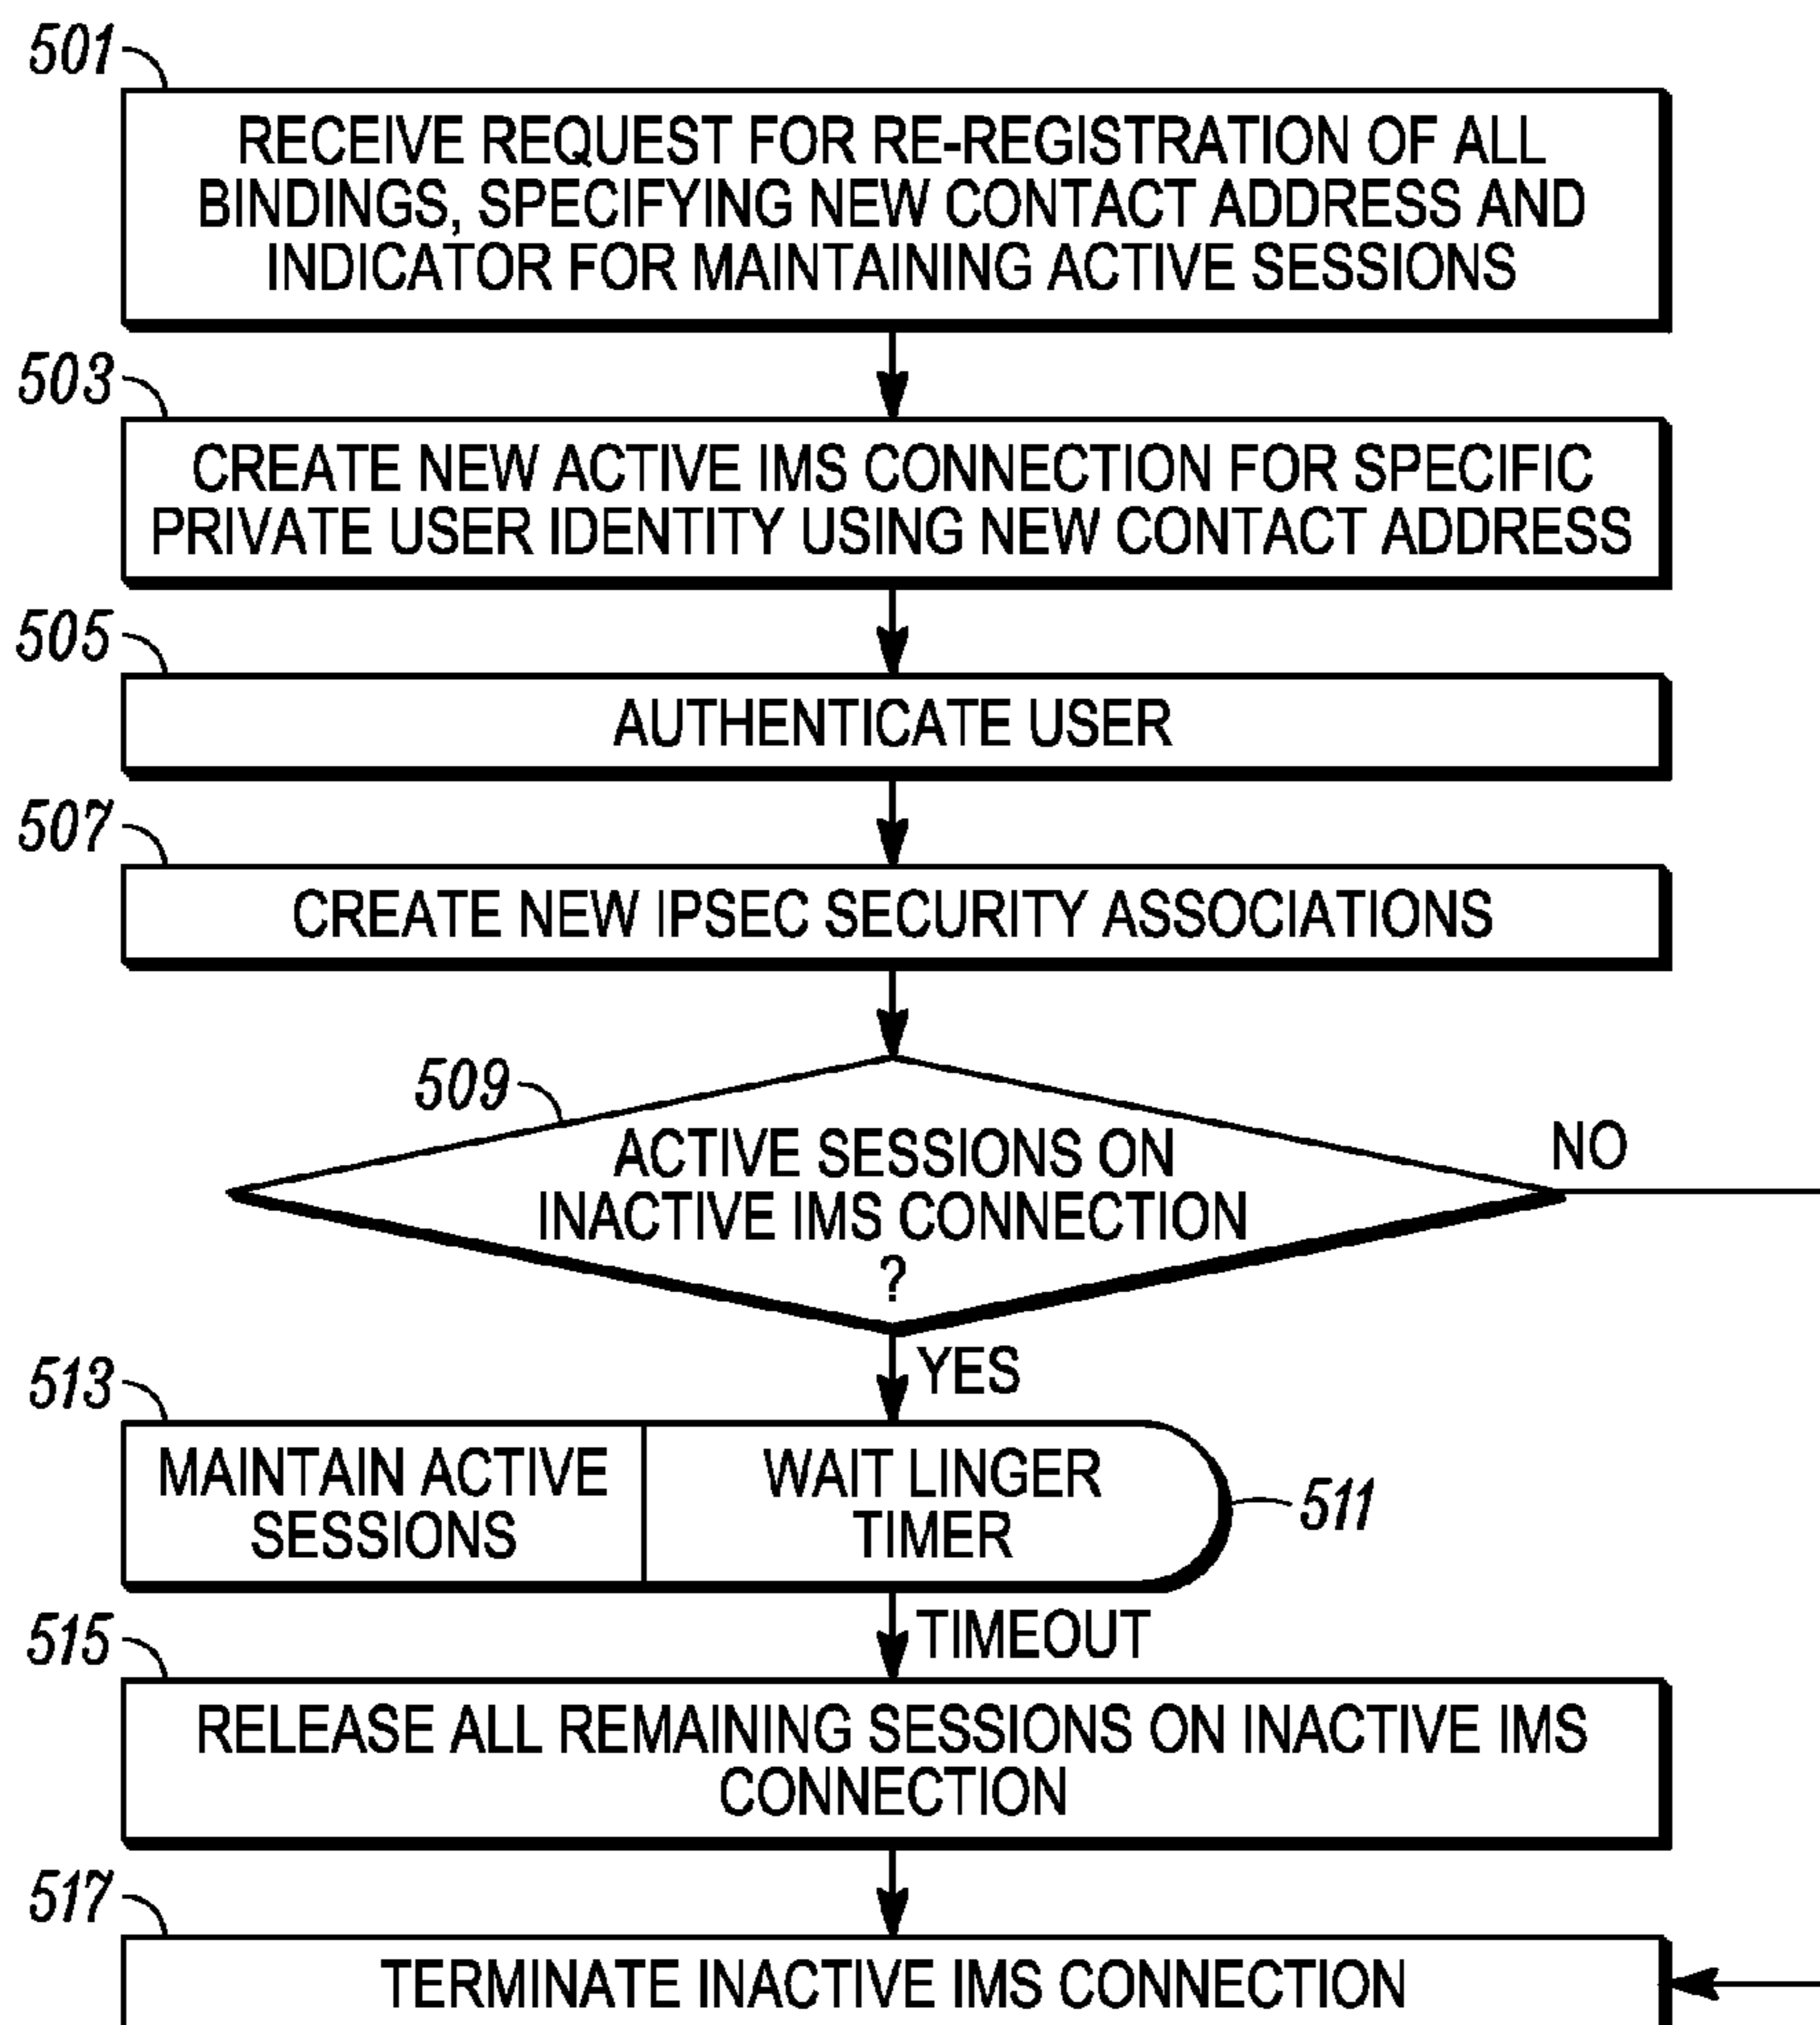 501
RECEIVE REQUEST FOR RE-REGISTRATION OF ALL
BINDINGS, SPECIFYING NEW CONTACT ADDRESS AND
INDICATOR FOR MAINTAINING ACTIVE SESSIONS
503
CREATE NEW ACTIVE IMS CONNECTION FOR SPECIFIC
PRIVATE USER IDENTITY USING NEW CONTACT ADDRESS
505
AUTHENTICATE USER
507
CREATE NEW IPSEC SECURITY ASSOCIATIONS
509
ACTIVE SESSIONS ON
INACTIVE IMS CONNECTION
?
NO
YES
513
MAINTAIN ACTIVE
SESSIONS
WAIT LINGER
TIMER
511
TIMEOUT
515
RELEASE ALL REMAINING SESSIONS ON INACTIVE IMS
CONNECTION
517
TERMINATE INACTIVE IMS CONNECTION